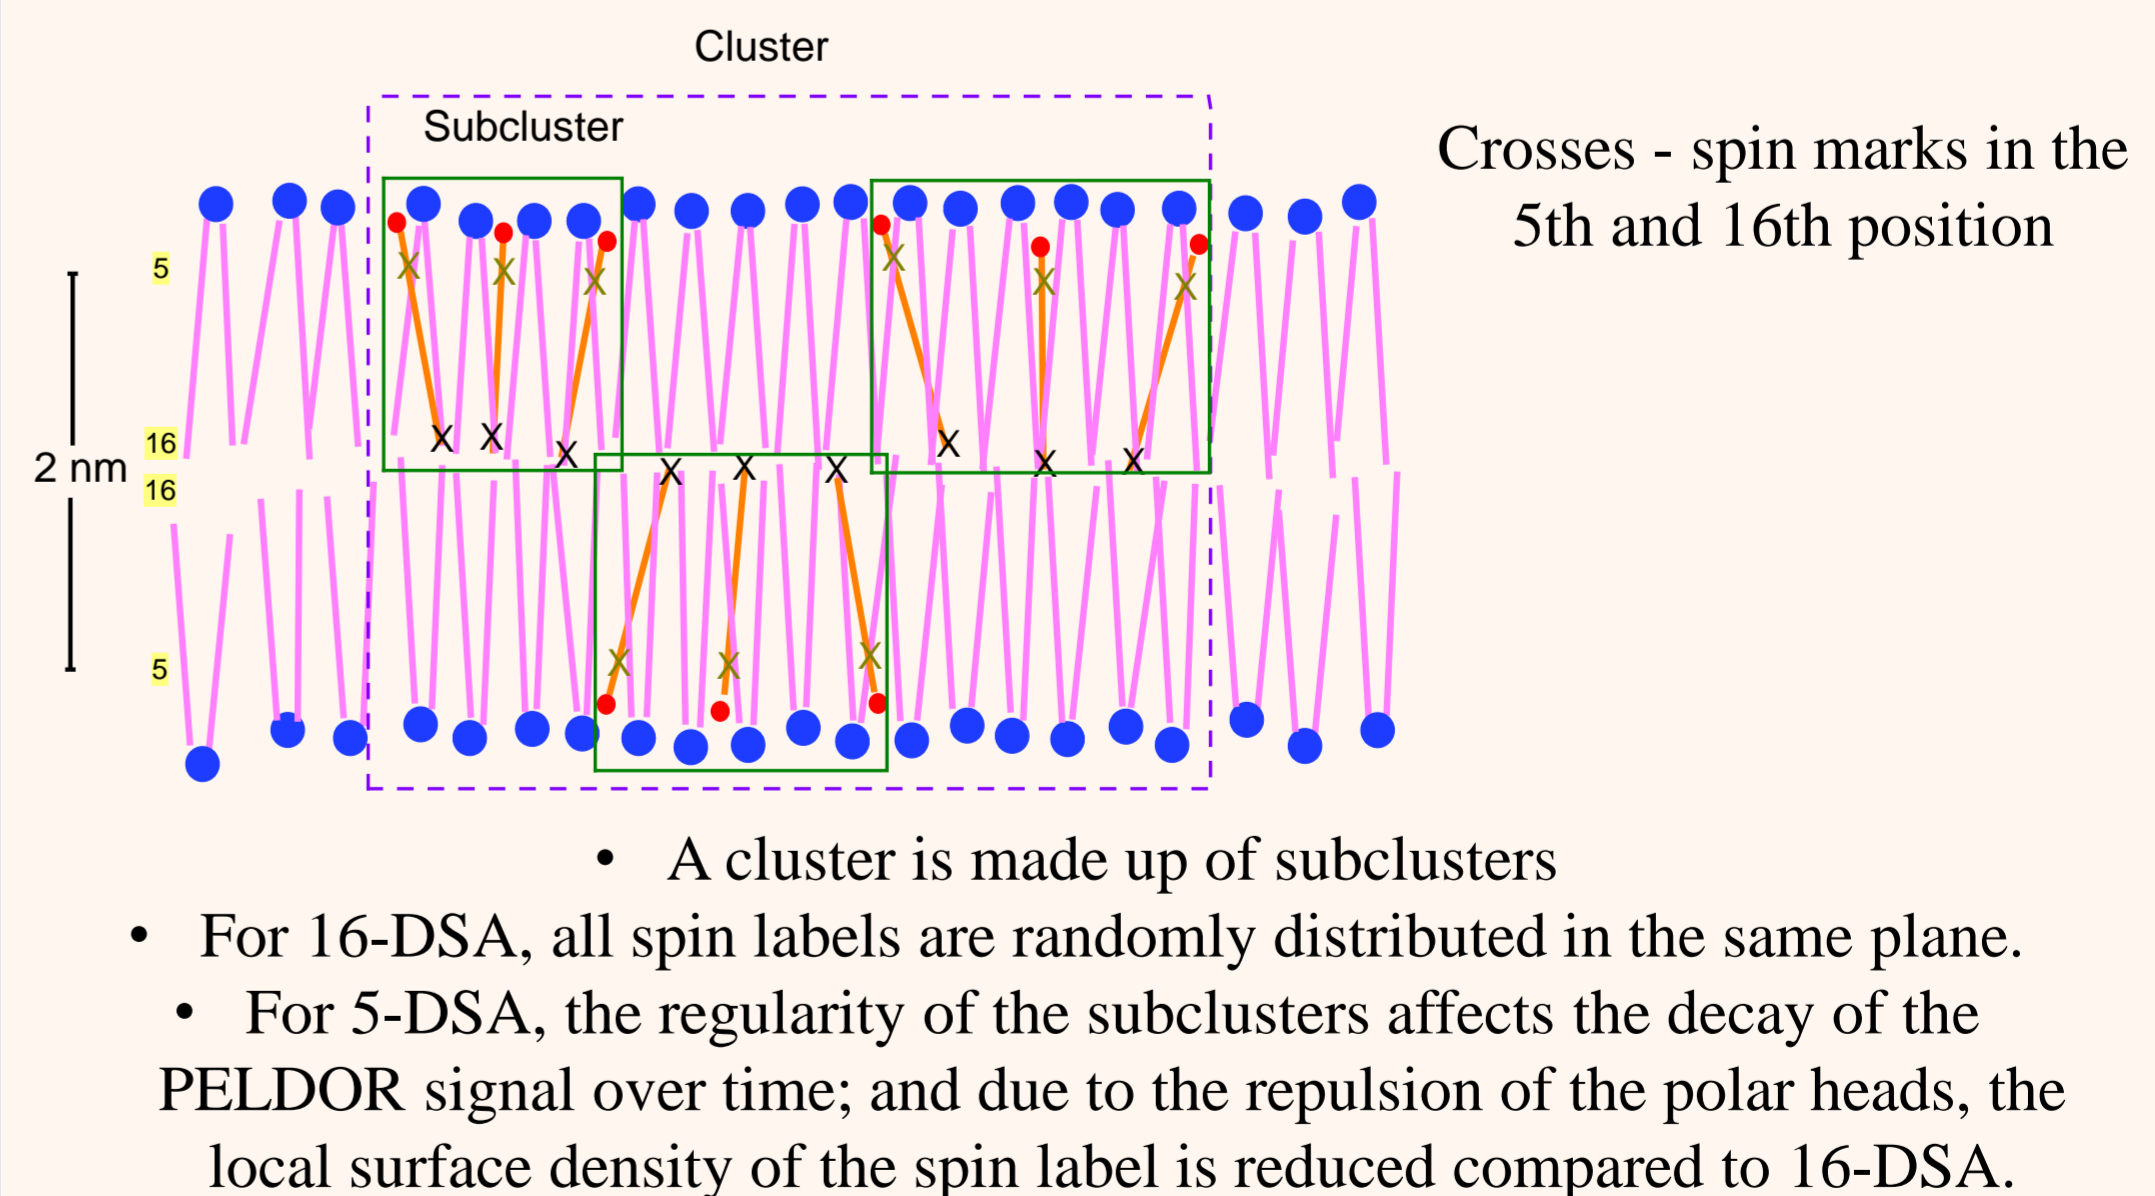 Cluster
Subcluster
Crosses - spin marks in the
5th and 16th position
5
16
2 nm
16
5
X X X
X X X
X X X
X X X
X X X
X X X
• A cluster is made up of subclusters
• For 16-DSA, all spin labels are randomly distributed in the same plane.
• For 5-DSA, the regularity of the subclusters affects the decay of the
PELDOR signal over time; and due to the repulsion of the polar heads, the
local surface density of the spin label is reduced compared to 16-DSA.